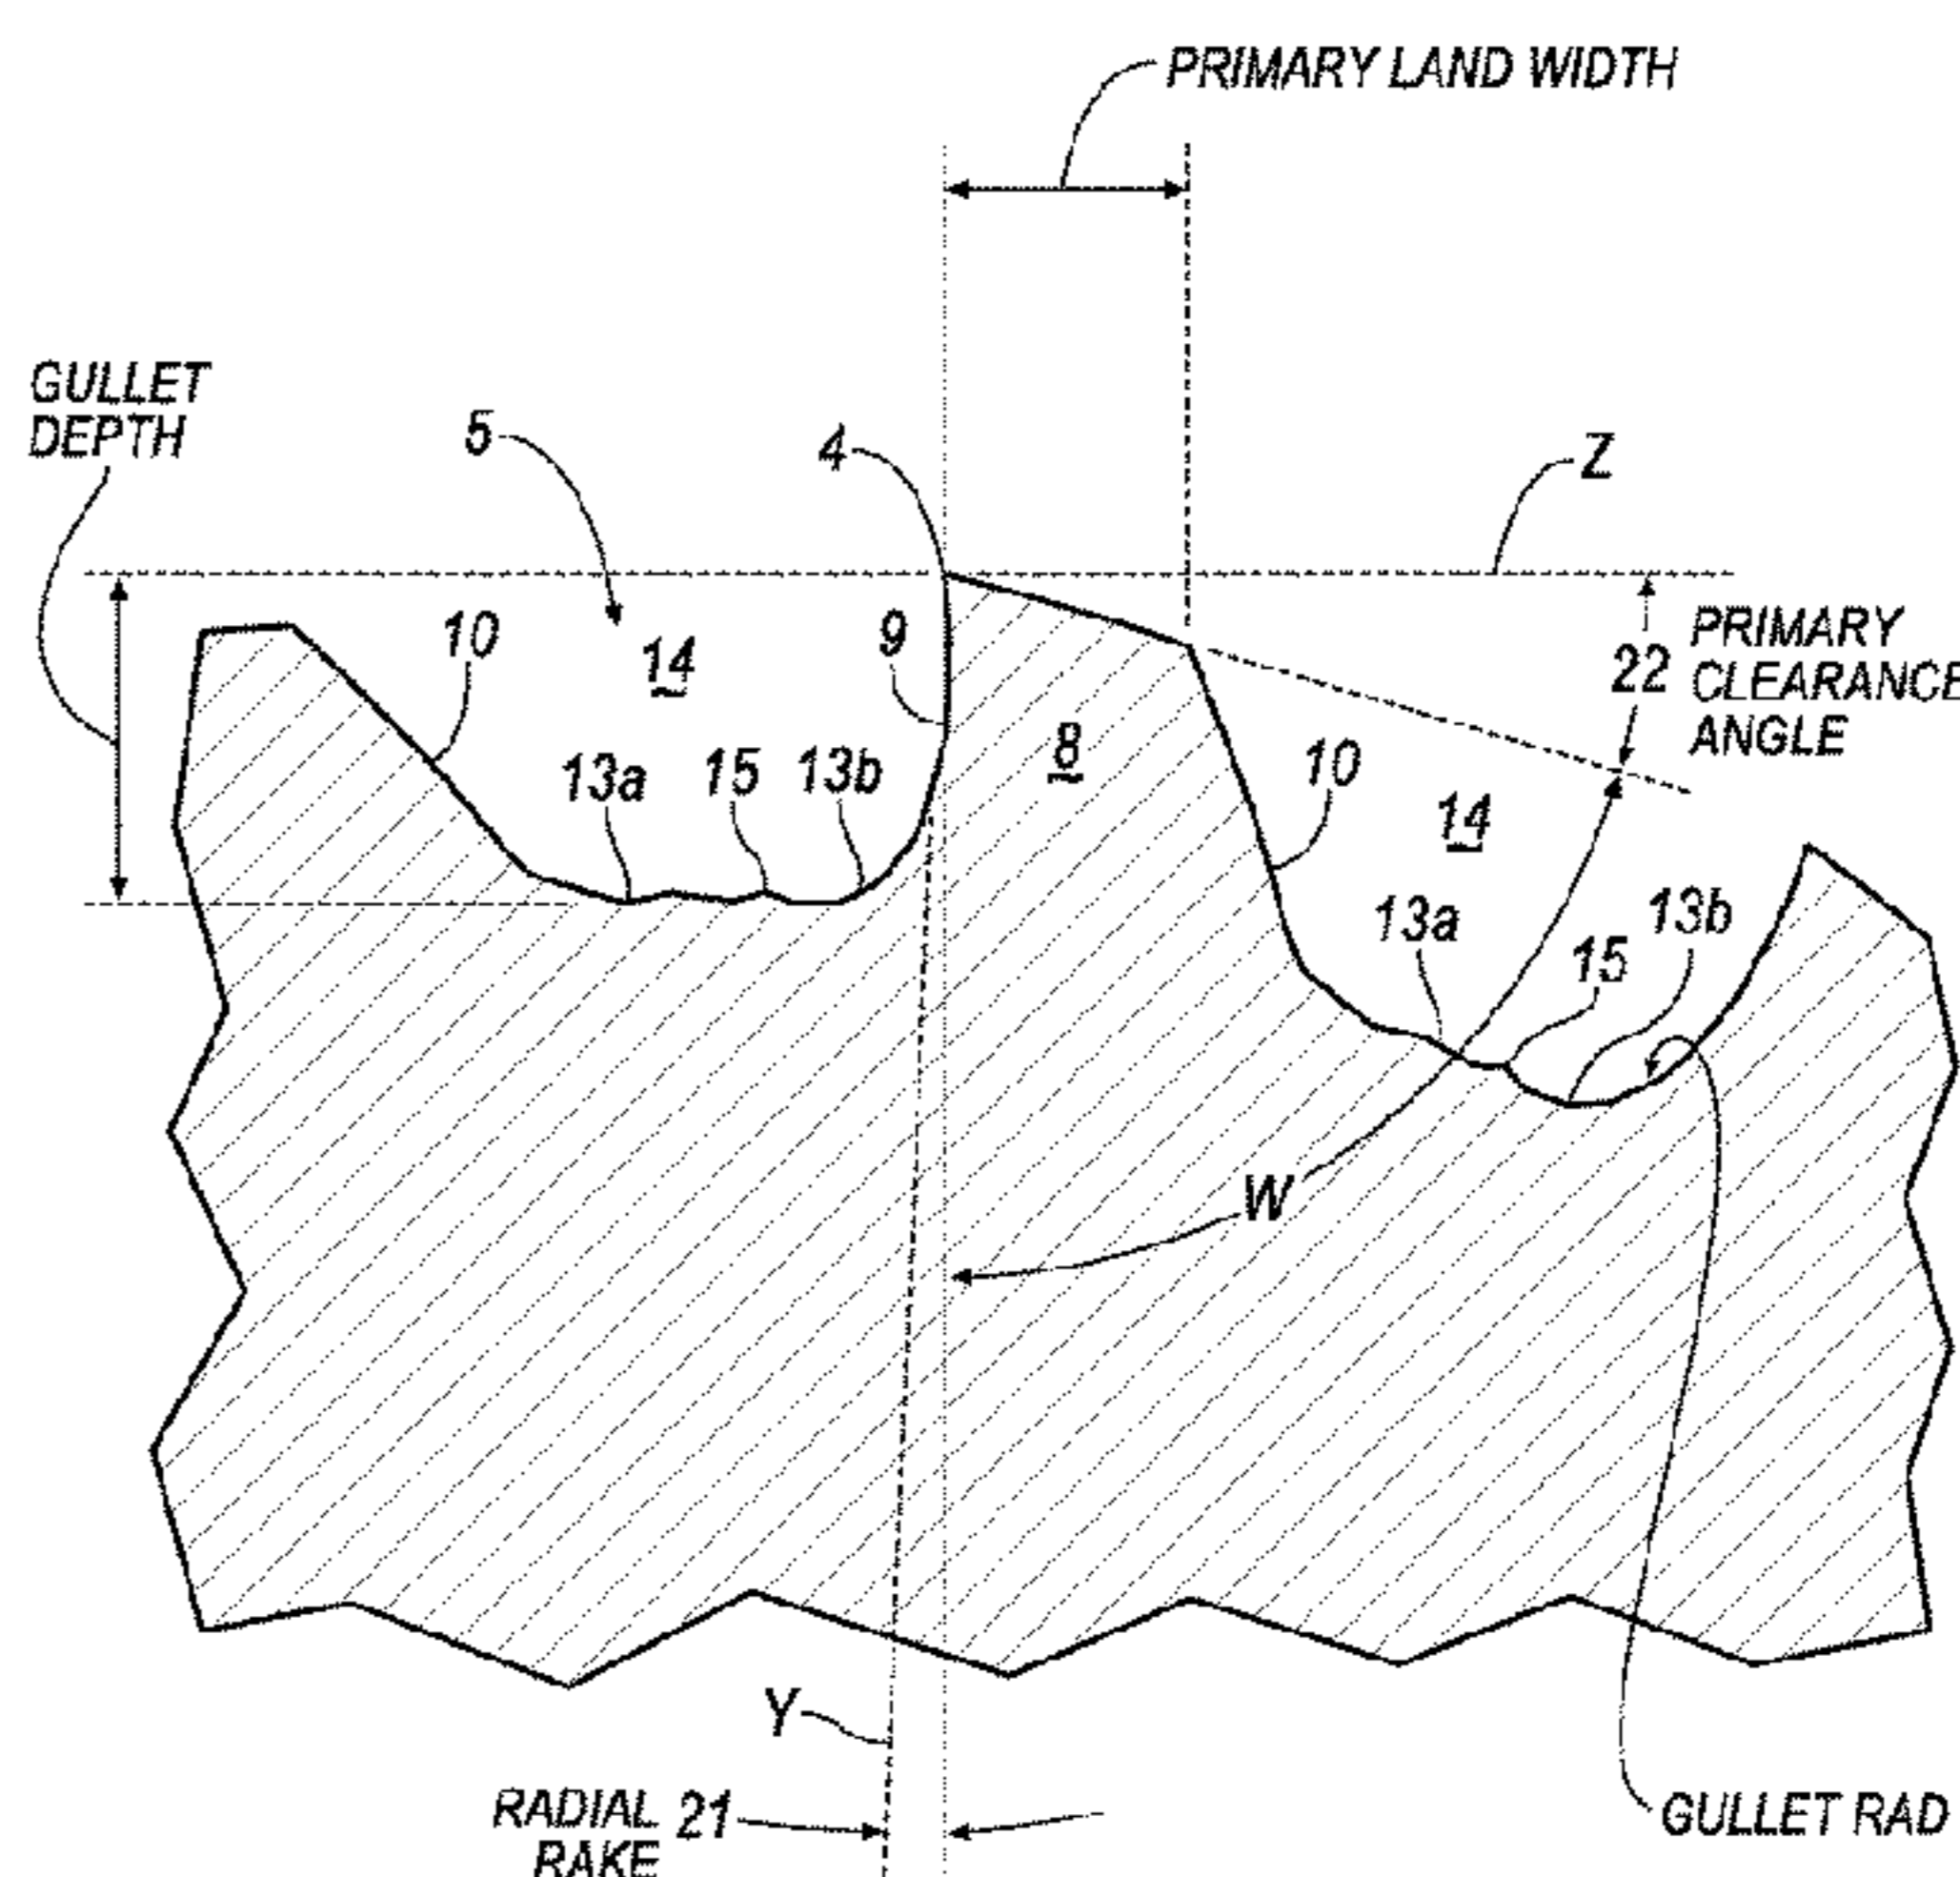 PRIMARY LAND WIDTH
GULLET
DEPTH
5
4
Z
10
14
9
8
22
PRIMARY
CLEARANCE
ANGLE
13a
15
13b
10
14
13a
15
13b
W
Y
RADIAL
RAKE
21
GULLET RAD